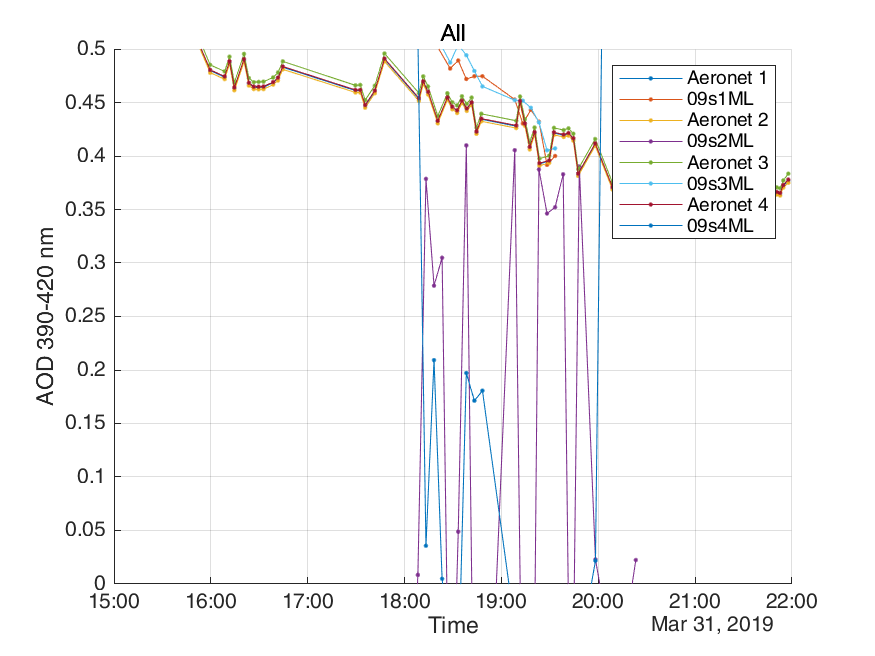 All
0.5
0.45
0.4
0.35
0.3
0.25
0.2
0.15
0.1
0.05
0
AOD 390-420 nm
15:00 16:00 17:00 18:00 19:00 20:00 21:00 22:00
Time
Mar 31, 2019
Aeronet 1
09s1ML
Aeronet 2
09s2ML
Aeronet 3
09s3ML
Aeronet 4
09s4ML